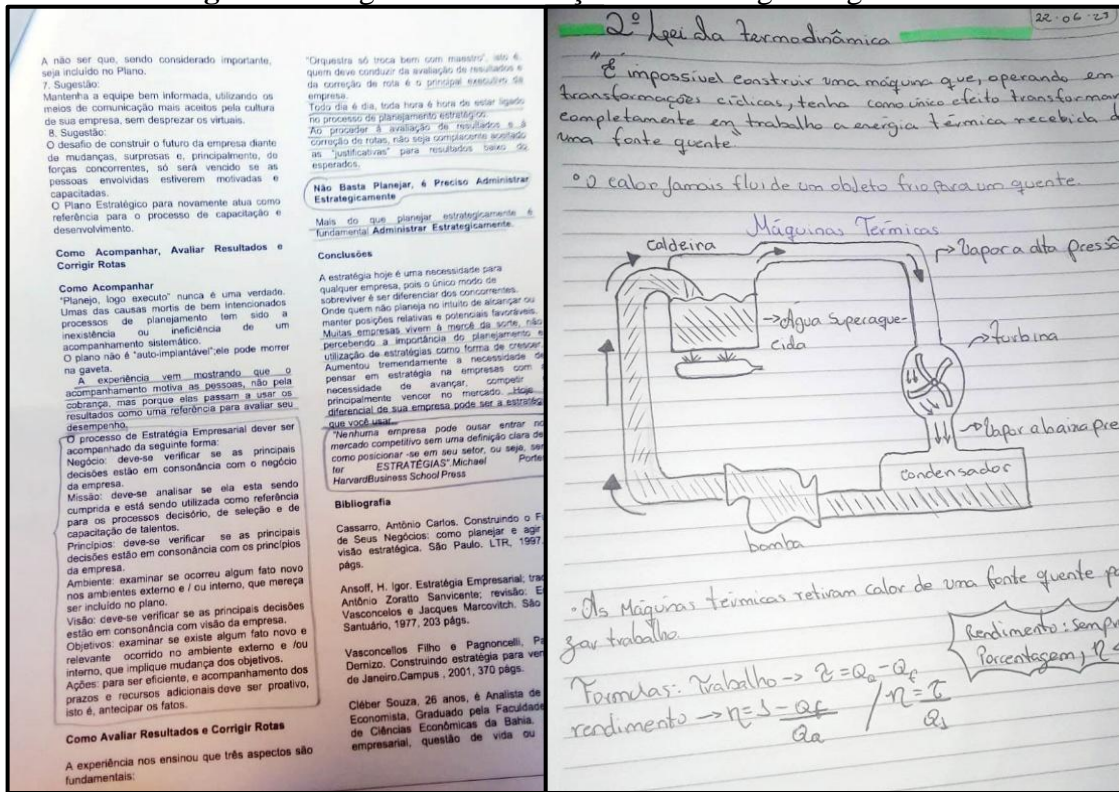 A não ser que, sendo considerado importante,
seja incluído no Plano.
7. Sugestão:
Mantenha a equipe bem informada, utilizando os
meios de comunicação mais aceitos pela cultura
de sua empresa, sem desprezar os virtuais.
8. Sugestão:
O desafio de construir o futuro da empresa diante
de mudanças, surpresas e, principalmente, de
forças concorrentes, só será vencido se as
pessoas envolvidas estiverem motivadas e
capacitadas.
O Plano Estratégico para novamente atua como
referência para o processo de capacitação e
desenvolvimento.
Como Acompanhar, Avaliar Resultados e
Corrigir Rotas
Como Acompanhar
"Planejo, logo executo" nunca é uma verdade.
Umas das causas mortis de bem intencionados
processos de planejamento tem sido a
inexistência ou ineficiência de um
acompanhamento sistemático.
O plano não é "auto-implantável";ele pode morrer
na gaveta.
A experiência vem mostrando que o
acompanhamento motiva as pessoas, não pela
cobrança, mas porque elas passam a usar os
resultados como uma referência para avaliar seu
desempenho.
O processo de Estratégia Empresarial dever ser
acompanhado da seguinte forma:
Negócio: deve-se verificar se as principais
decisões estão em consonância com o negócio
da empresa.
Missão: deve-se analisar se ela esta sendo
cumprida e está sendo utilizada como referência
para os processos decisório, de seleção e de
capacitação de talentos.
Princípios: deve-se verificar se as principais
decisões estão em consonância com os princípios
da empresa.
Ambiente: examinar se ocorreu algum fato novo
nos ambientes externo e / ou interno, que mereça
ser incluído no plano.
Visão: deve-se verificar se as principais decisões
estão em consonância com visão da empresa.
Objetivos: examinar se existe algum fato novo e
relevante ocorrido no ambiente externo e /ou
interno, que implique mudança dos objetivos.
Ações: para ser eficiente, e acompanhamento dos
prazos e recursos adicionais deve ser proativo,
isto é, antecipar os fatos.
Como Avaliar Resultados e Corrigir Rotas
A experiência nos ensinou que três aspectos são
fundamentais:
"Orquestra só troca bem com maestro", isto é,
quem deve conduzir da avaliação de resultados e
da correção de rota é o principal executivo da
empresa.
Todo dia é dia, toda hora é hora de estar ligado
no processo de planejamento estratégico.
Ao proceder à avaliação de resultados e à
correção de rotas, não seja complacente aceitado
as "justificativas" para resultados baixo do
esperados.
Não Basta Planejar, é Preciso Administrar
Estrategicamente
Mais do que planejar estrategicamente é
fundamental Administrar Estrategicamente.
Conclusões
A estratégia hoje é uma necessidade para
qualquer empresa, pois o único modo de
sobreviver é ser diferenciar dos concorrentes.
Onde quem não planeja no intuito de alcançar ou
manter posições relativas e potenciais favoráveis.
Muitas empresas vivem à mercê da sorte, não
percebendo a importância do planejamento e
utilização de estratégias como forma de crescer.
Aumentou tremendamente a necessidade de
pensar em estratégia na empresas com
necessidade de avançar, competir
principalmente vencer no mercado. Hoje
diferencial de sua empresa pode ser a
que você usar.
"Nenhuma empresa pode ousar entrar no
mercado competitivo sem uma definição clara de
como posicionar -se em seu setor, ou seja,
ter ESTRATÉGIAS".Michael
HarvardBusiness School Press
Bibliografia
Cassarro, Antônio Carlos. Construindo o
de Seus Negócios: como planejar e agir
visão estratégica. São Paulo. LTR, 1997.
págs.
Ansoff, H. Igor. Estratégia Empresarial;
Antônio Zoratto Sanvicente; revisão:
Vasconcelos e Jacques Marcovitch. São
Santuário, 1977, 203 págs.
Vasconcellos Filho e Pagnoncelli,
Demizo. Construindo estratégia para
de Janeiro.Campus , 2001, 370 págs.
Cléber Souza, 26 anos, é Analista de
Economista, Graduado pela Faculdade
de Ciências Econômicas da Bahia.
empresarial, questão de vida ou
22.06.23
2º Lei da termodinâmica
"É impossível construir uma máquina que, operando em
transformações cíclicas, tenha como único efeito transformar
completamente em trabalho a energia térmica recebida
uma fonte quente.
° O calor jamais flui de um objeto frio para um quente
Máquinas Térmicas
caldeira
→ Vapor a alta
→ Água Superaque-
cida
→ turbina
→ Vapor a baixa
condensador
bomba
· As Máquinas térmicas retiram calor de uma fonte quente
zar trabalho.
Rendimento:
Porcentagem, η <
Formulas: Trabalho → τ = Qq - Qf
rendimento → η = 1 - Qf/Qq / η = τ/Q